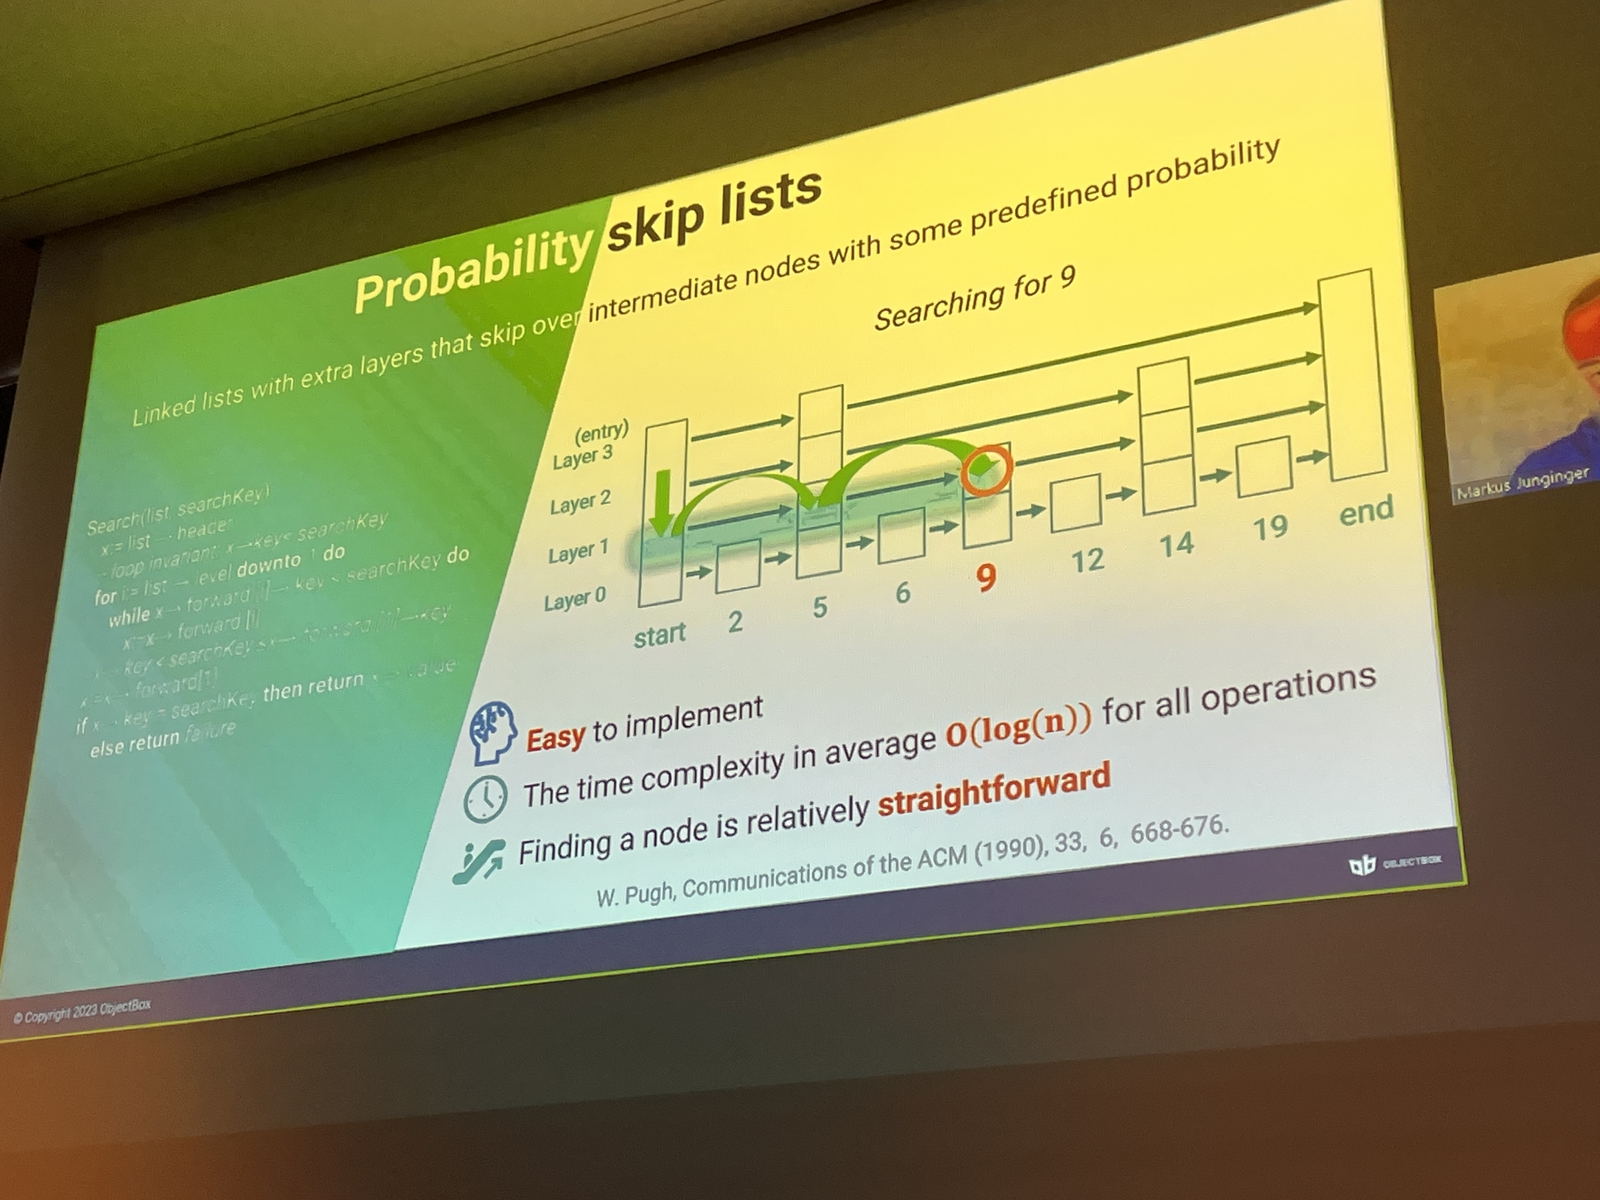 Probability skip lists
Linked lists with extra layers that skip over intermediate nodes with some predefined probability
Searching for 9
(entry)
Layer 3
Layer 2
Layer 1
Layer 0
start 2 5 6 9 12 14 19 end
Search(list, searchKey)
x := list → header
loop invariant: x→key < searchKey
for i := list → level downto 1 do
while x → forward [i] → key < searchKey do
x := x → forward [i]
key < searchKey ≤ x → forward [1] → key
x := x → forward[1]
if x → key = searchKey then return x → value
else return failure
Easy to implement
The time complexity in average O(log(n)) for all operations
Finding a node is relatively straightforward
W. Pugh, Communications of the ACM (1990), 33, 6, 668-676.
OBJECTBOX
© Copyright 2023 ObjectBox
Markus Junginger